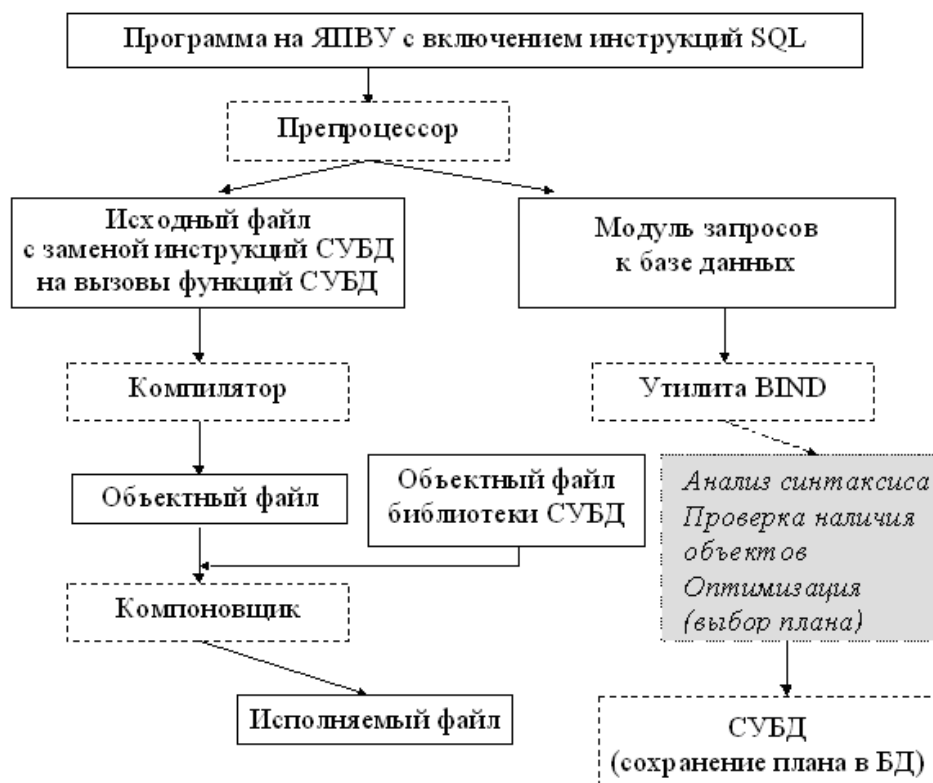 Программа на ЯПВУ с включением инструкций SQL
Препроцессор
Исходный файл
с заменой инструкций СУБД
на вызовы функций СУБД
Модуль запросов
к базе данных
Компилятор
Утилита BIND
Объектный файл
Объектный файл
библиотеки СУБД
Анализ синтаксиса
Проверка наличия
объектов
Оптимизация
(выбор плана)
Компоновщик
Исполняемый файл
СУБД
(сохранение плана в БД)